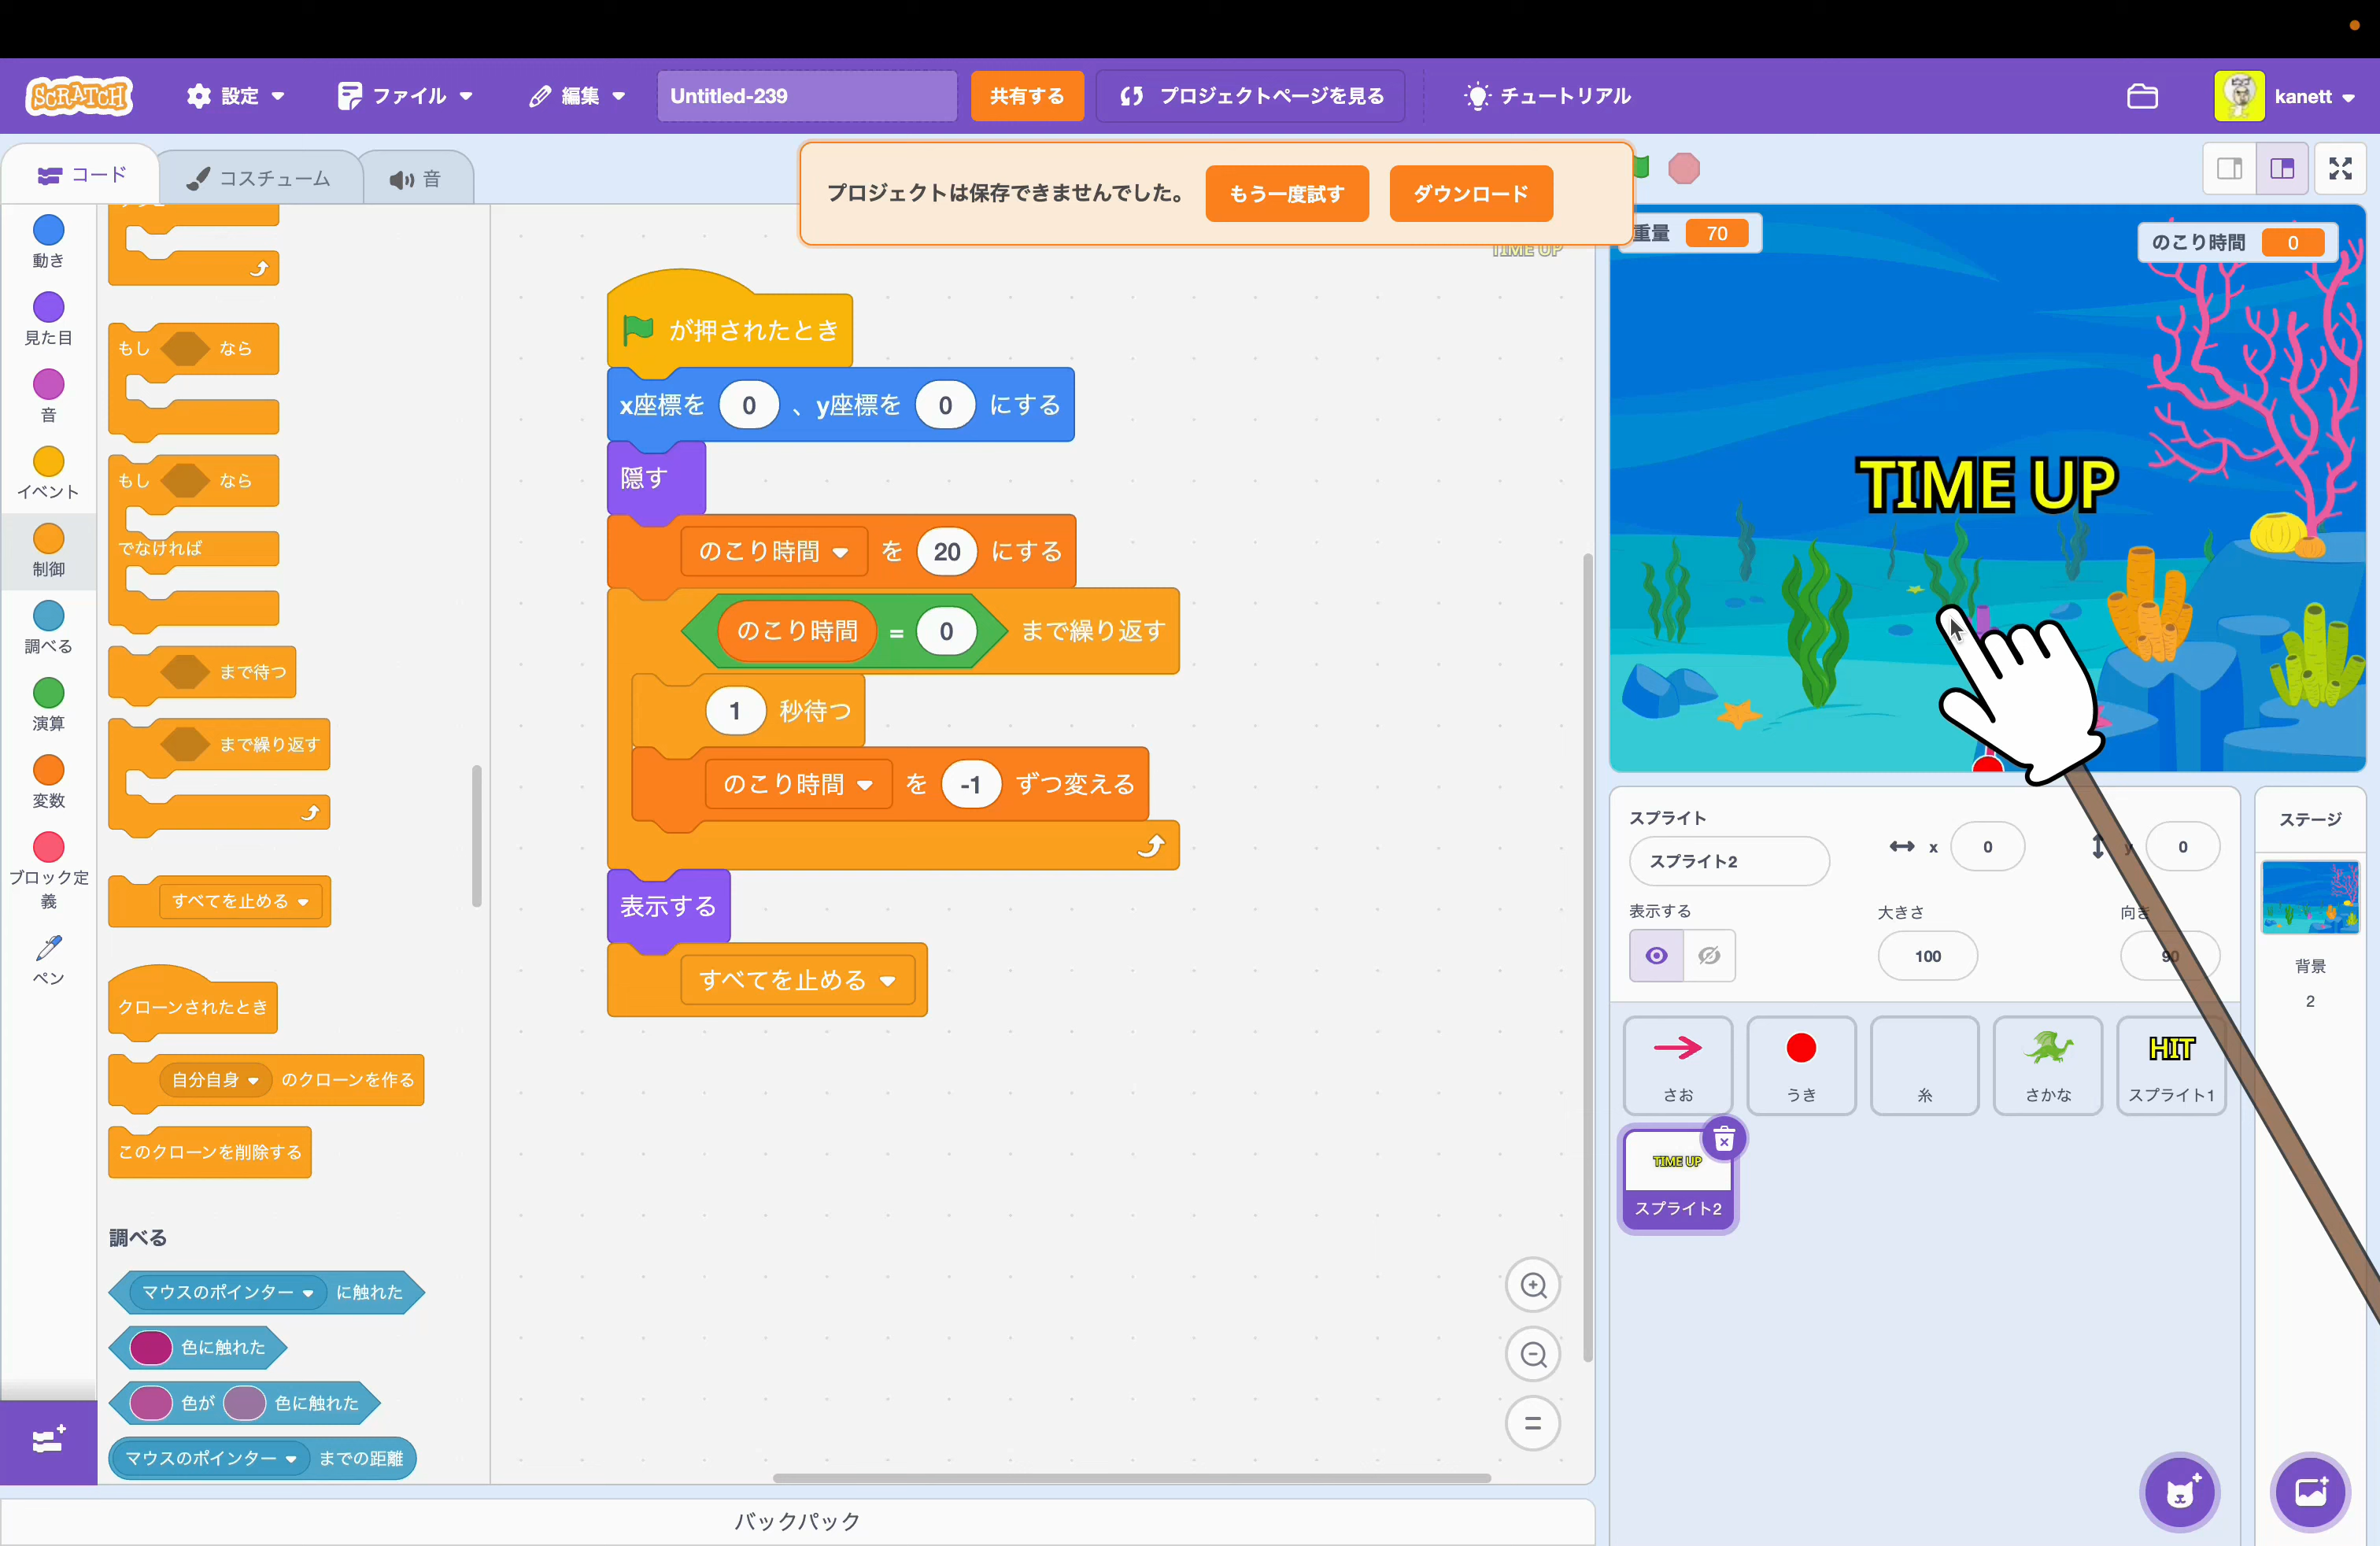 SCRATCH
設定
ファイル
編集
Untitled-239
共有する
プロジェクトページを見る
チュートリアル
kanett
コード
コスチューム
音
プロジェクトは保存できませんでした。
もう一度試す
ダウンロード
動き
見た目
音
イベント
制御
調べる
演算
変数
ブロック定義
ペン
もし なら
もし なら
でなければ
まで待つ
まで繰り返す
すべてを止める
クローンされたとき
自分自身 のクローンを作る
このクローンを削除する
調べる
マウスのポインター に触れた
色に触れた
色が 色に触れた
マウスのポインター までの距離
TIME UP
が押されたとき
x座標を 0 、y座標を 0 にする
隠す
のこり時間 を 20 にする
のこり時間 = 0 まで繰り返す
1 秒待つ
のこり時間 を -1 ずつ変える
表示する
すべてを止める
バックパック
重量 70
のこり時間 0
TIME UP
スプライト
スプライト2
x 0
y 0
表示する
大きさ
100
向き
90
さお
うき
糸
さかな
HIT
スプライト1
TIME UP
スプライト2
ステージ
背景
2